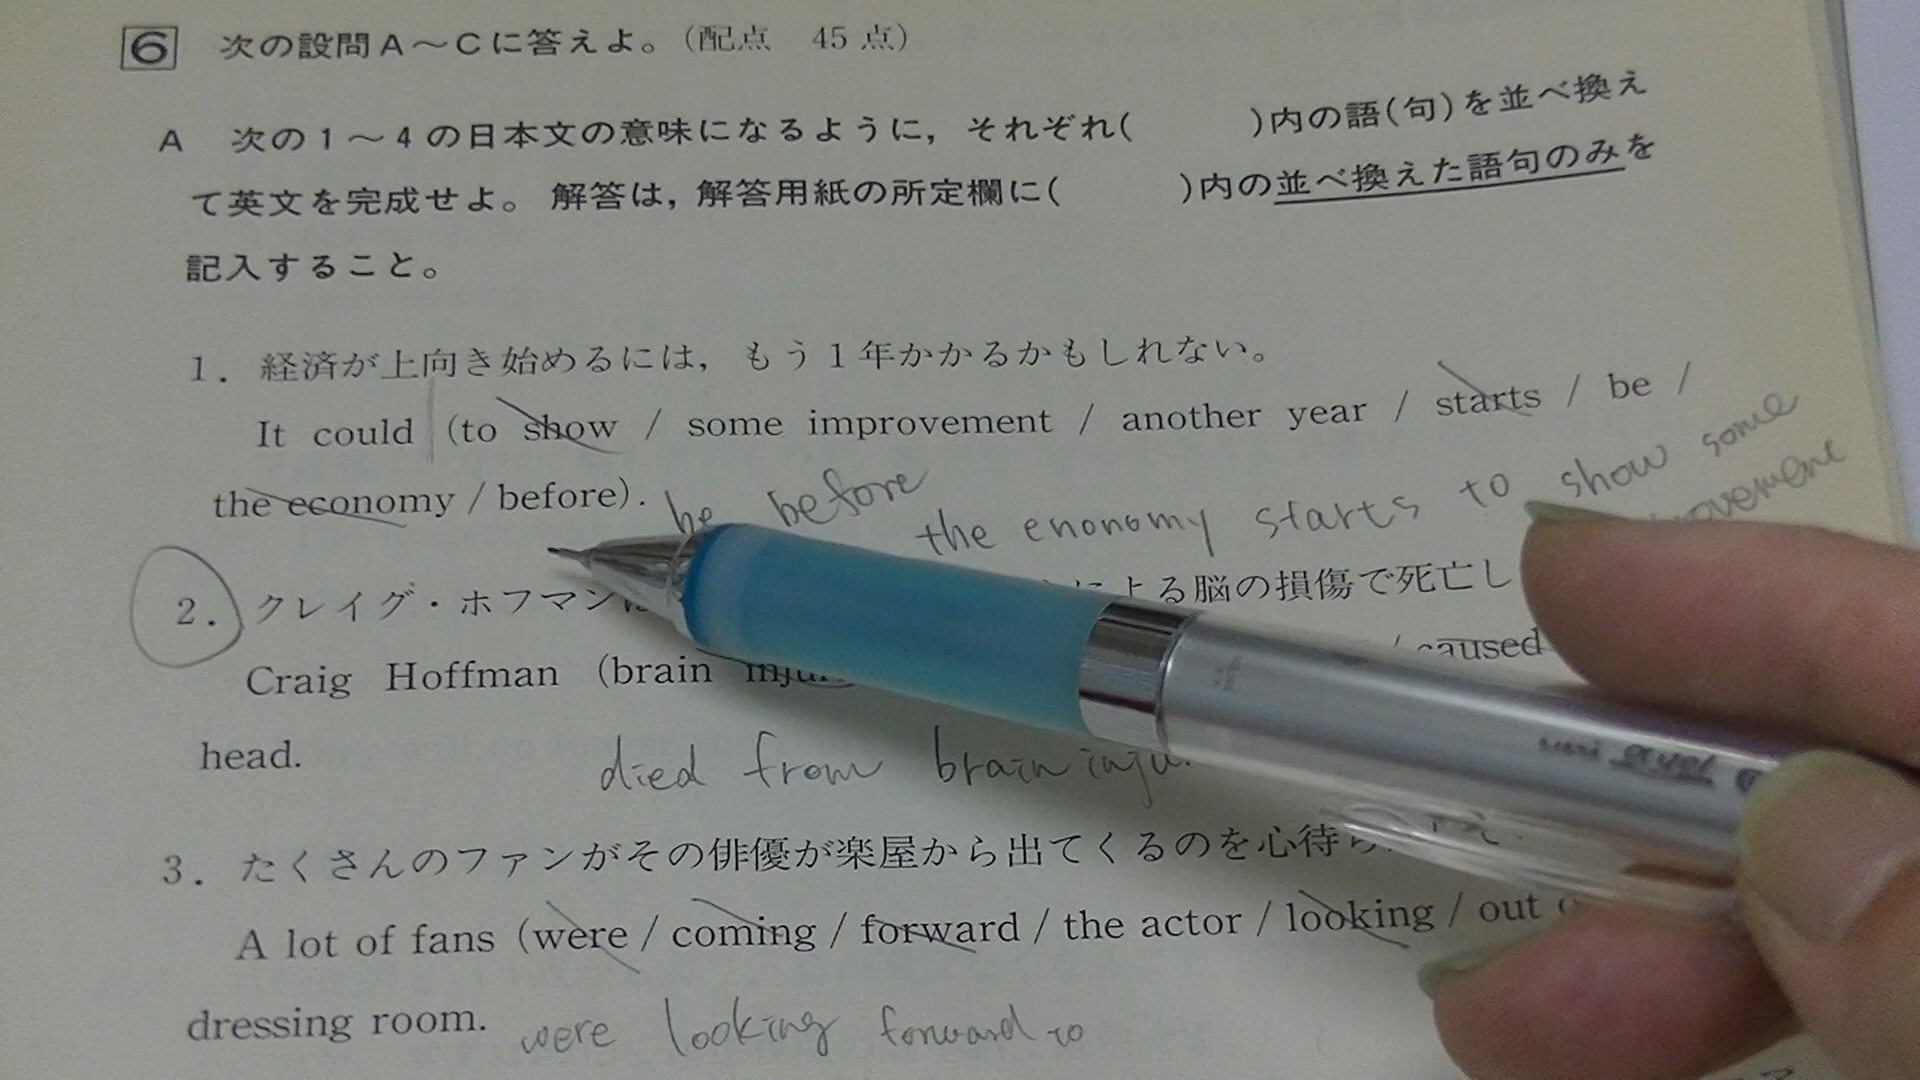 6 次の設問A～Cに答えよ。(配点 45点)
A 次の1～4の日本文の意味になるように，それぞれ( )内の語(句)を並べ換え
て英文を完成せよ。解答は，解答用紙の所定欄に( )内の並べ換えた語句のみを
記入すること。
1. 経済が上向き始めるには，もう1年かかるかもしれない。
It could (to show / some improvement / another year / starts / be /
the economy / before).
be before the enonomy starts to show some
2. クレイグ・ホフマン による脳の損傷で死亡し
Craig Hoffman (brain / caused
head.
died from brain
3. たくさんのファンがその俳優が楽屋から出てくるのを心待
A lot of fans (were / coming / forward / the actor / looking / out
dressing room.
were looking forward to
uni αgel